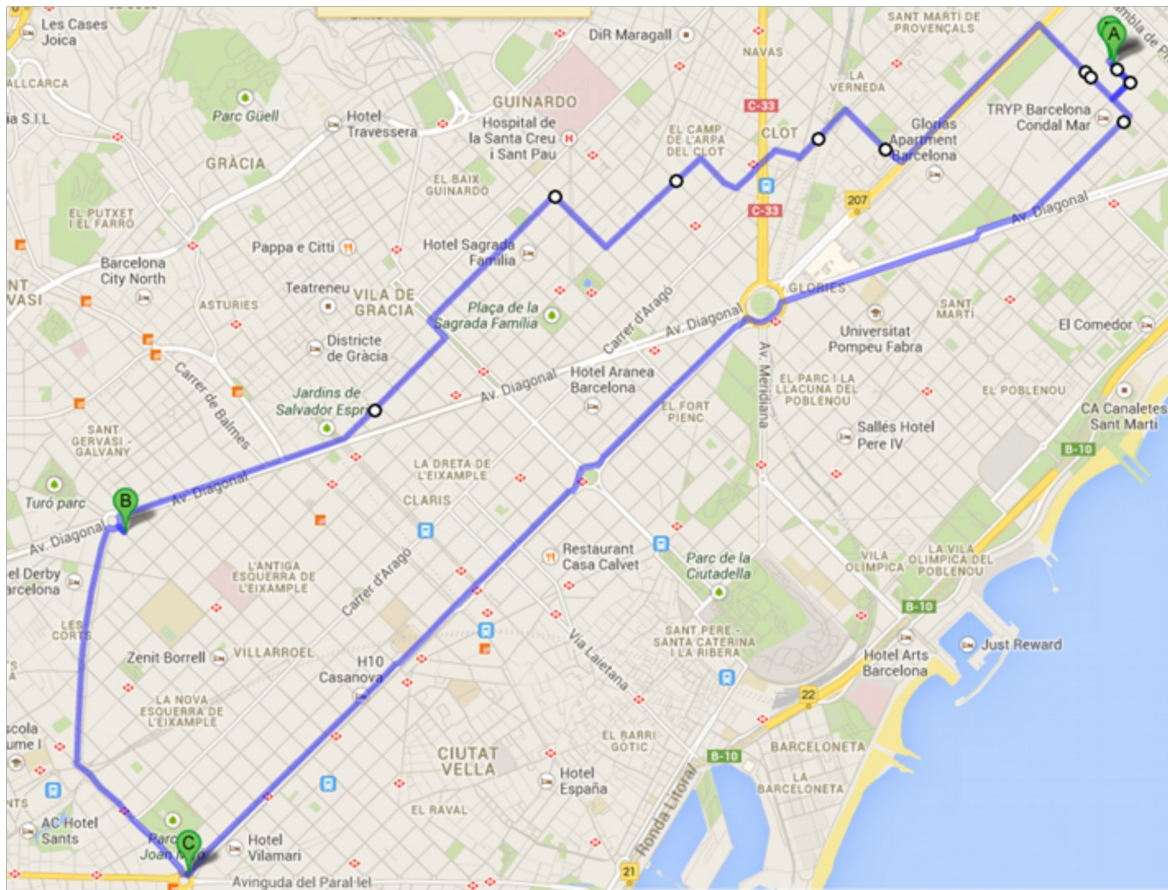 Les Cases
Joica
DiR Maragall
SANT MARTÍ DE
PROVENÇALS
A
NAVAS
LA
VERNEDA
C-33
CLOT
TRYP Barcelona
Condal Mar
Glorias
Apartment
Barcelona
GUINARDÓ
Hospital de
la Santa Creu
i Sant Pau
H
EL CAMP
DE L'ARPA
DEL CLOT
Parc Güell
Hotel
Travessera
GRÀCIA
EL BAIX
GUINARDÓ
C-33
207
Av. Diagonal
EL PUTXET
I EL FARRÓ
Pappa e Citti
Hotel Sagrada
Familia
Barcelona
City North
Teatreneu
ASTÚRIES
VILA DE
GRACIA
Plaça de la
Sagrada Família
Carrer d'Aragó
Av. Diagonal
GLÒRIES
SANT
MARTÍ
Universitat
Pompeu Fabra
El Comedor
Districte
de Gràcia
Hotel Aranea
Barcelona
Av. Diagonal
Av. Meridiana
Carrer de Balmes
Jardins de
Salvador Espr
EL PARC I LA
LLACUNA DEL
POBLENOU
EL POBLENOU
CA Canaletes
Sant Martí
EL FORT
PIENC
Sallés Hotel
Pere IV
B-10
SANT
GERVASI -
GALVANY
LA DRETA DE
L'EIXAMPLE
CLARIS
Turó parc
B
Av. Diagonal
Av. Diagonal
Restaurant
Casa Calvet
Parc de la
Ciutadella
VILA
OLÍMPICA
LA VILA
OLÍMPICA DEL
POBLENOU
L'ANTIGA
ESQUERRA DE
L'EIXAMPLE
Carrer d'Aragó
B-10
LES
CORTS
Zenit Borrell
VILLARROEL
H10
Casanova
Via Laietana
SANT PERE -
SANTA CATERINA
I LA RIBERA
Hotel Arts
Barcelona
Just Reward
LA NOVA
ESQUERRA DE
L'EIXAMPLE
22
EL BARRI
GÒTIC
B-10
BARCELONETA
LA
BARCELONETA
CIUTAT
VELLA
Hotel
España
EL RAVAL
Ronda Litoral
AC Hotel
Sants
C
Hotel
Vilamari
Avinguda del Paral·lel
21